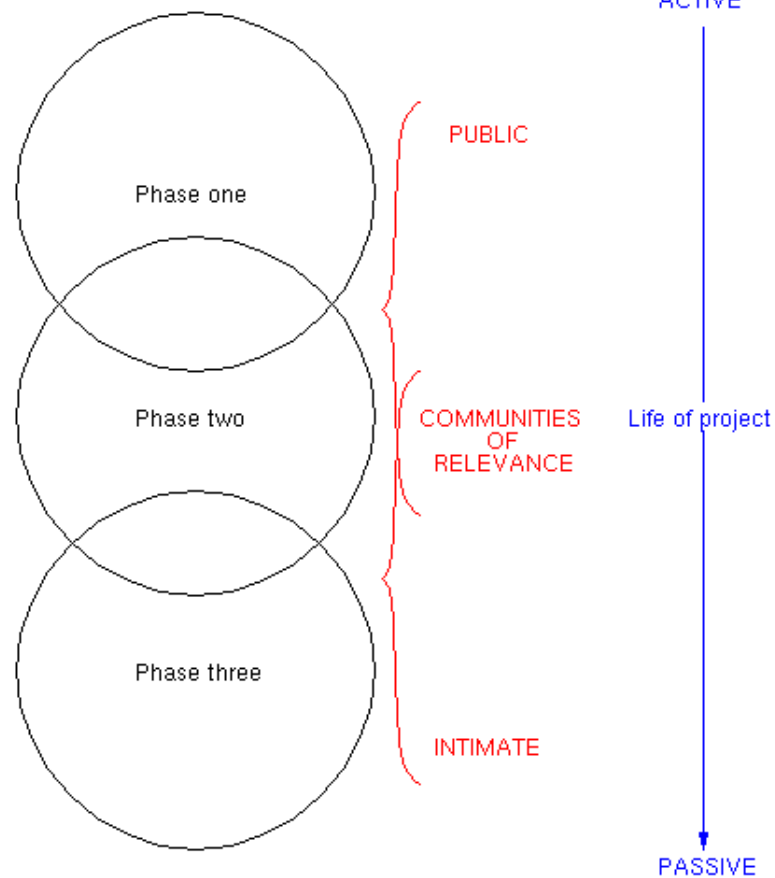 ACTIVE
PUBLIC
Phase one
Phase two
COMMUNITIES
OF
RELEVANCE
Life of project
Phase three
INTIMATE
PASSIVE